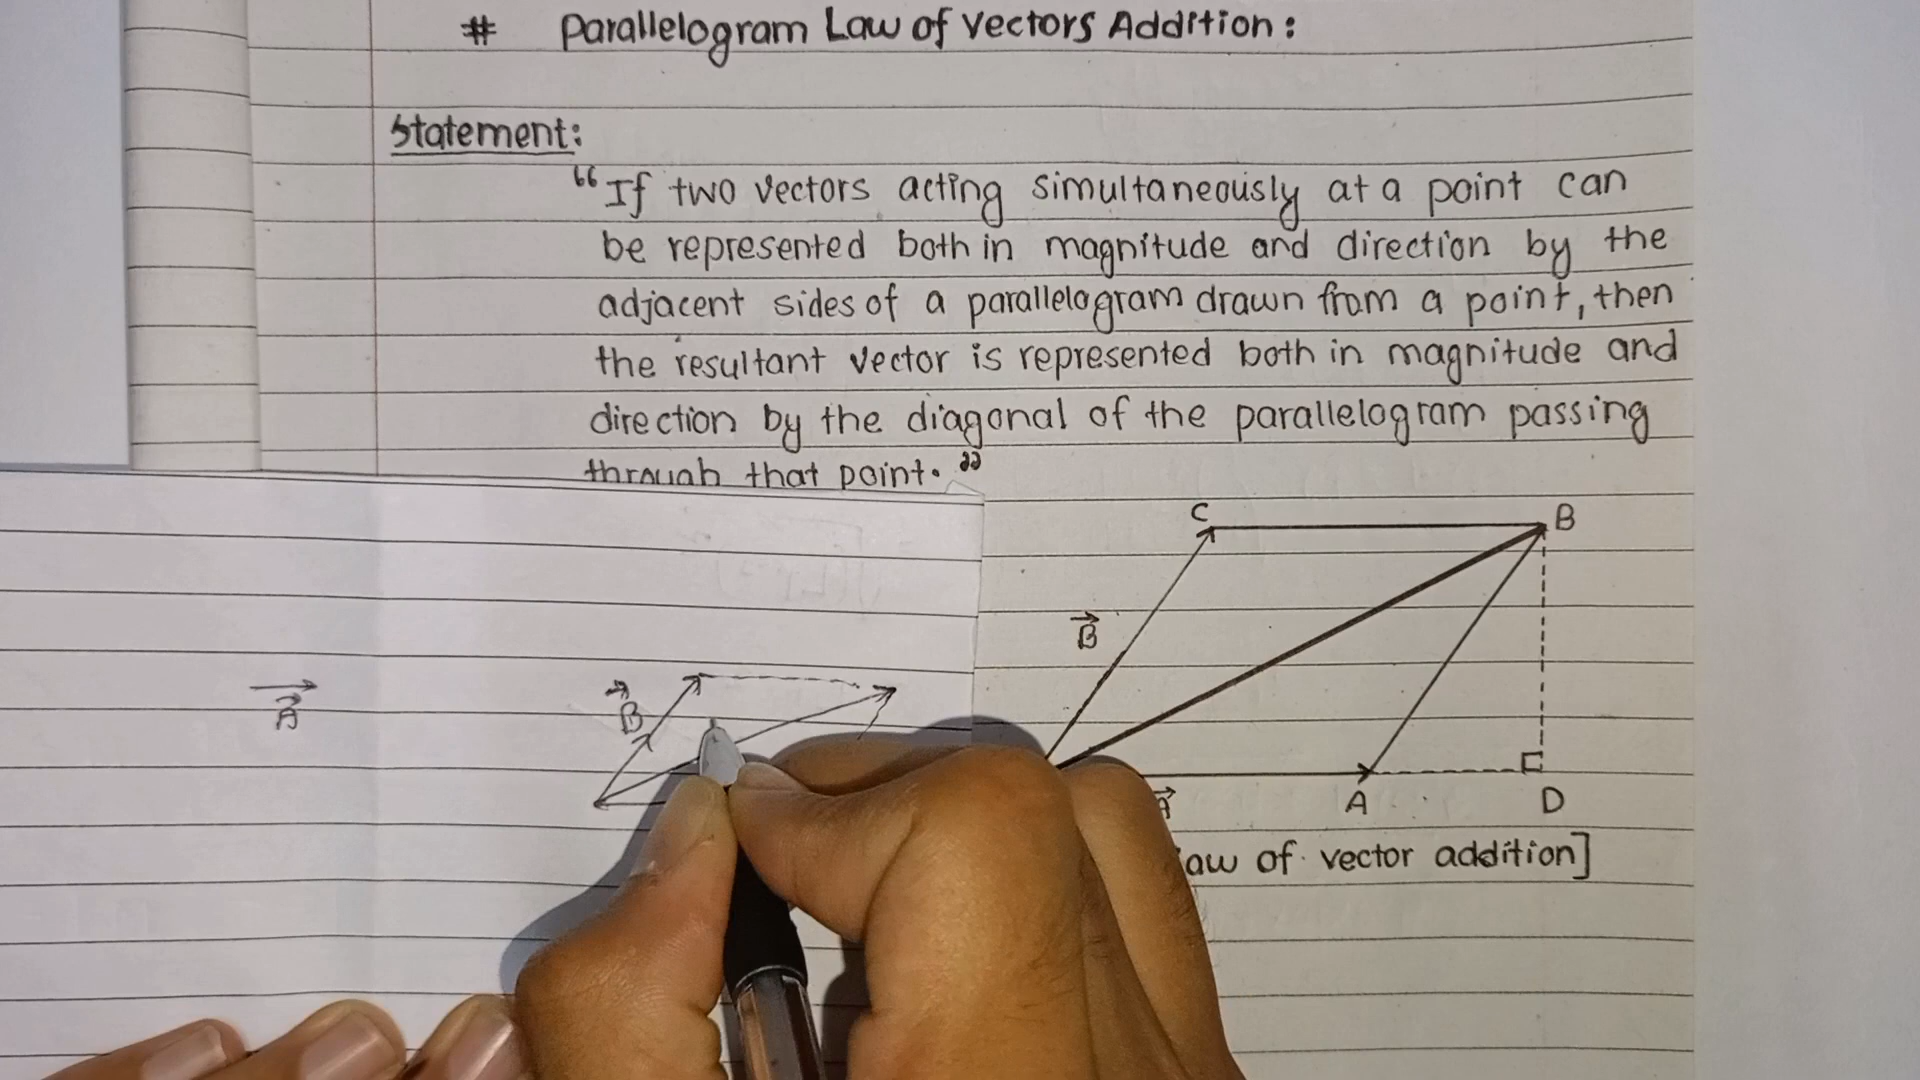 # Parallelogram Law of Vectors Addition:
Statement:
“If two vectors acting simultaneously at a point can
be represented both in magnitude and direction by the
adjacent sides of a parallelogram drawn from a point, then
the resultant vector is represented both in magnitude and
direction by the diagonal of the parallelogram passing
through that point.”
C B
B⃗
A⃗ B⃗
A⃗ A D
law of vector addition]